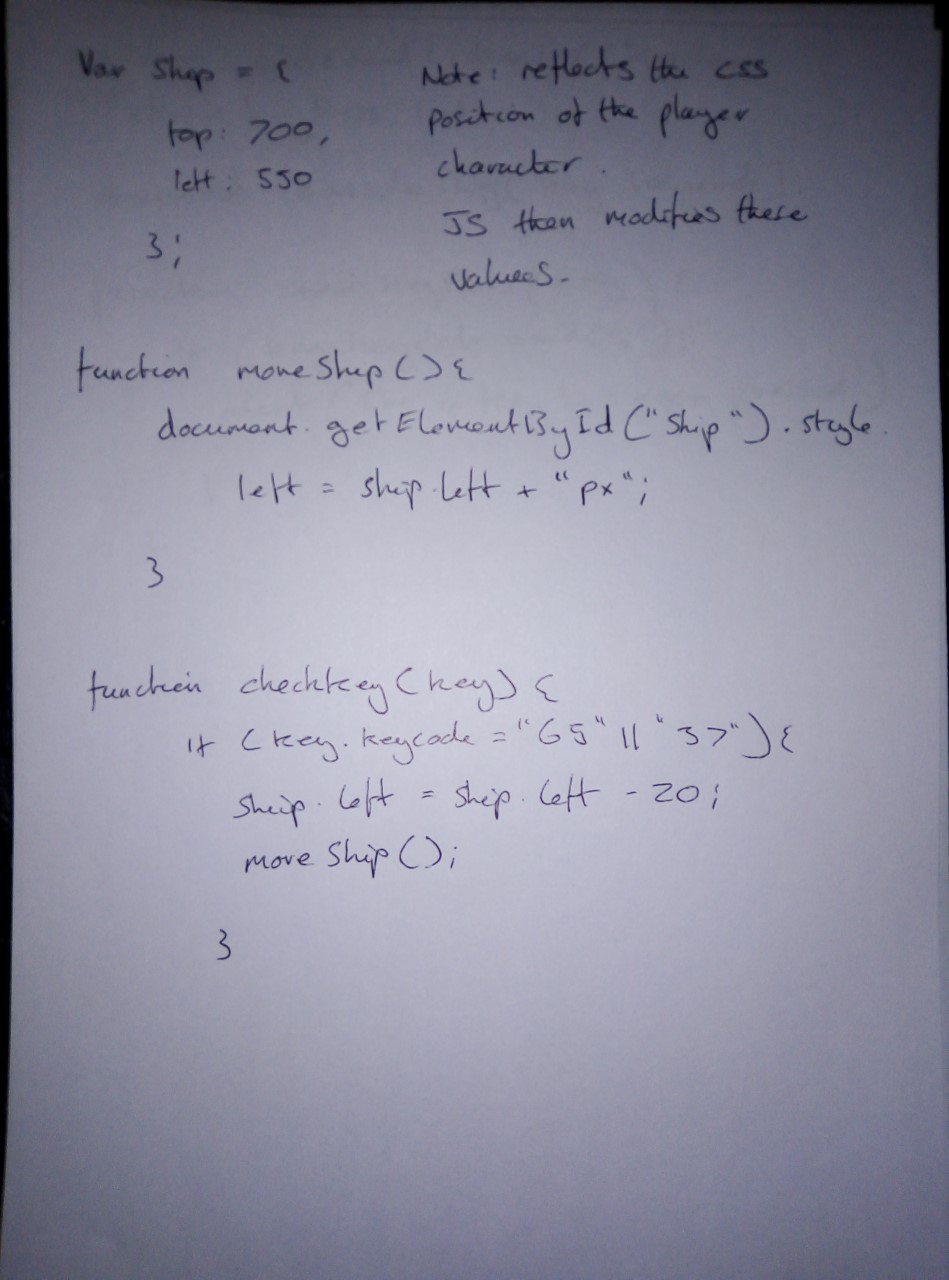 Var Ship = {
top: 700,
left: 550
};
Note: reflects the css
position of the player
character.
JS then modifies these
values.
function moveShip() {
document.getElementById("Ship").style.
left = ship.left + "px";
}
function checkkey(key) {
if (key.keycode = "65" || "37") {
ship.left = ship.left - 20;
moveShip();
}